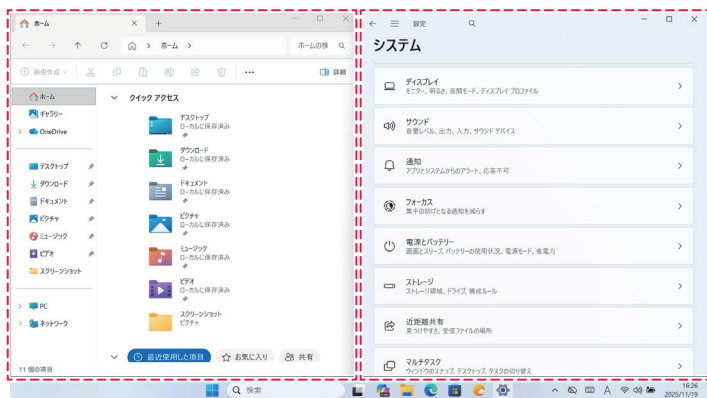 ホーム
ホーム
ホームの検
新規作成
詳細
ホーム
ギャラリー
OneDrive
デスクトップ
ダウンロード
ドキュメント
ピクチャ
ミュージック
ビデオ
スクリーンショット
PC
ネットワーク
11 個の項目
クイック アクセス
デスクトップ
ローカルに保存済み
ダウンロード
ローカルに保存済み
ドキュメント
ローカルに保存済み
ピクチャ
ローカルに保存済み
ミュージック
ローカルに保存済み
ビデオ
ローカルに保存済み
スクリーンショット
ピクチャ
最近使用した項目 お気に入り 共有
設定
システム
ディスプレイ
モニター、明るさ、夜間モード、ディスプレイ プロファイル
サウンド
音量レベル、出力、入力、サウンド デバイス
通知
アプリとシステムからのアラート、応答不可
フォーカス
集中の妨げとなる通知を減らす
電源とバッテリー
画面とスリープ、バッテリーの使用状況、電源モード、省電力
ストレージ
ストレージ領域、ドライブ、構成ルール
近距離共有
見つけやすさ、受信ファイルの場所
マルチタスク
ウィンドウのスナップ、デスクトップ、タスクの切り替え
検索
A
16:26
2025/11/19